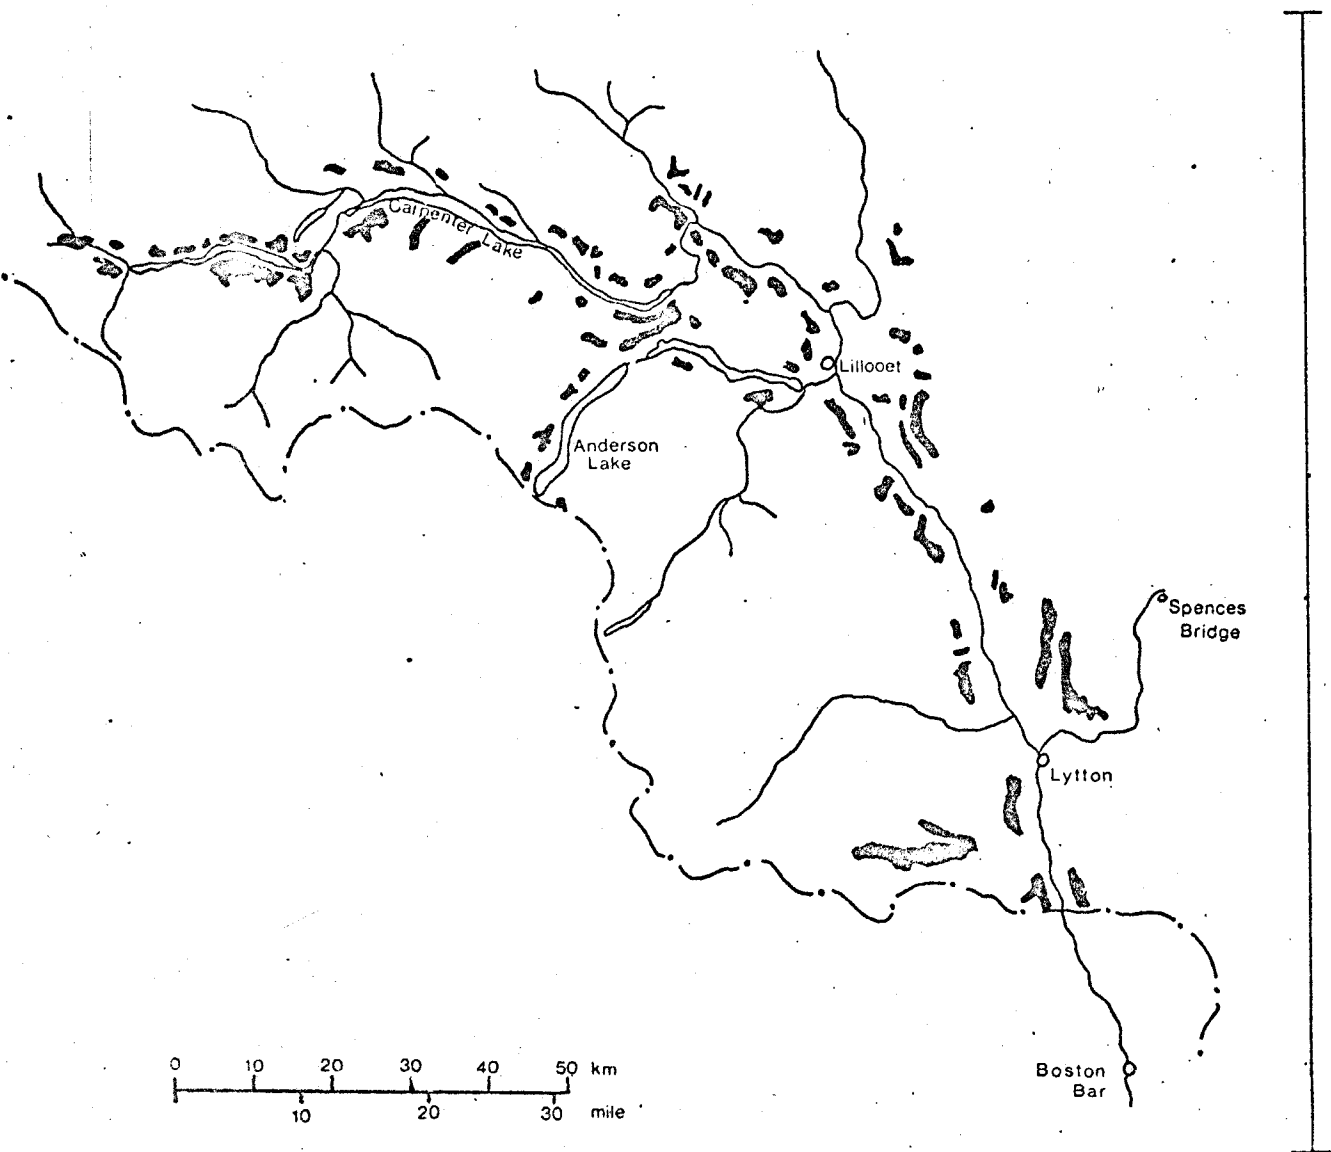 Carpenter Lake
Lillooet
Anderson
Lake
Spences
Bridge
Lytton
Boston
Bar
0 10 20 30 40 50 km
10 20 30 mile